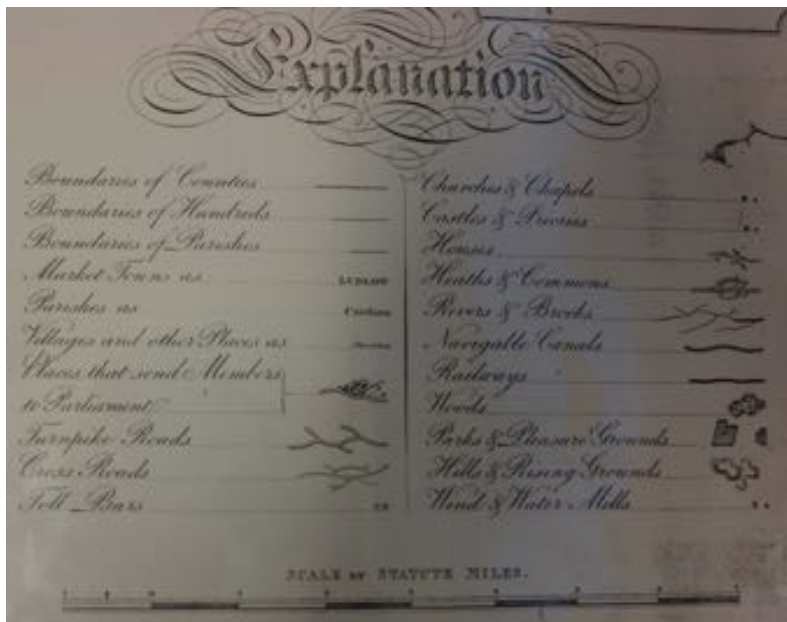 Explanation
Boundaries of Counties
Boundaries of Hundreds
Boundaries of Parishes
Market Towns as LUDLOW
Parishes as
Villages and other Places as
Places that send Members
to Parliament
Turnpike Roads
Cross Roads
Toll Bars
Churches & Chapels
Castles & Priories
Houses
Heaths & Commons
Rivers & Brooks
Navigable Canals
Railways
Woods
Parks & Pleasure Grounds
Hills & Rising Grounds
Wind & Water Mills
SCALE OF STATUTE MILES.